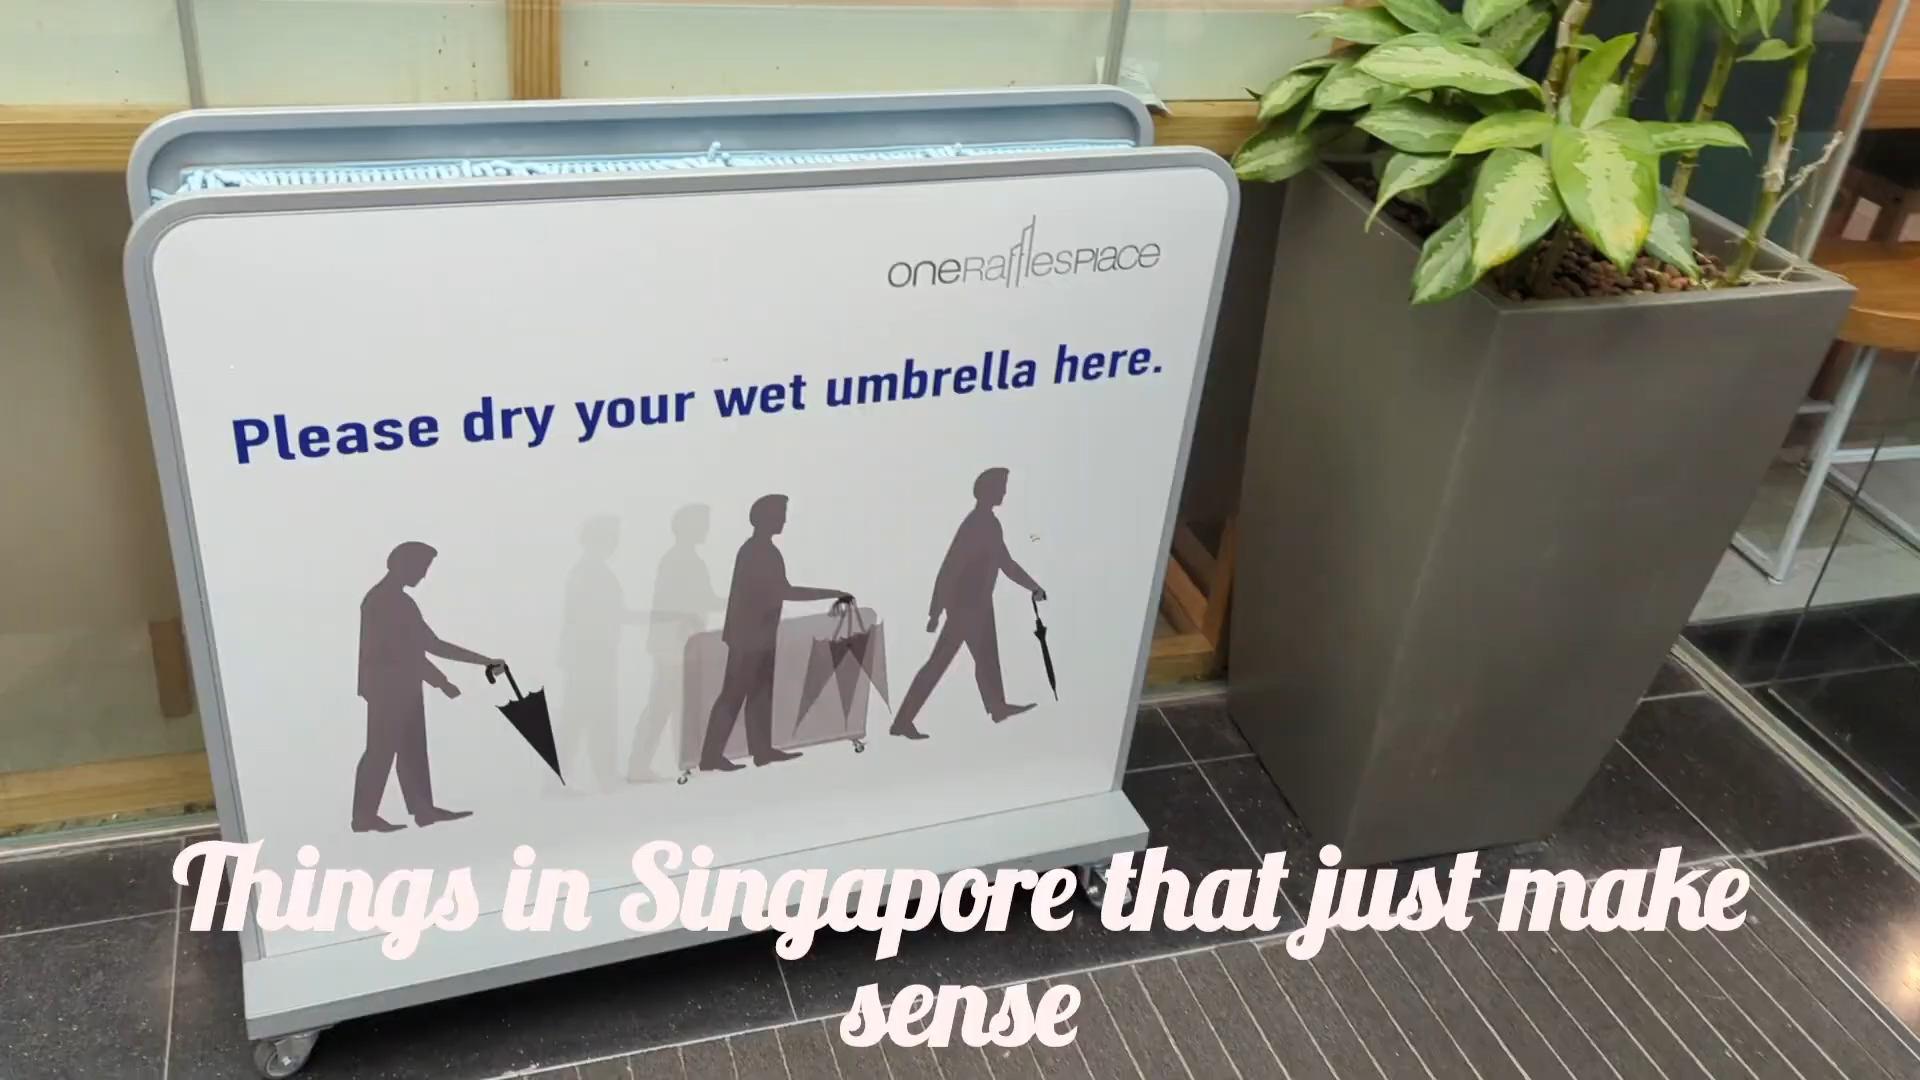 oneRafflesPlace
Please dry your wet umbrella here.
Things in Singapore that just make
sense